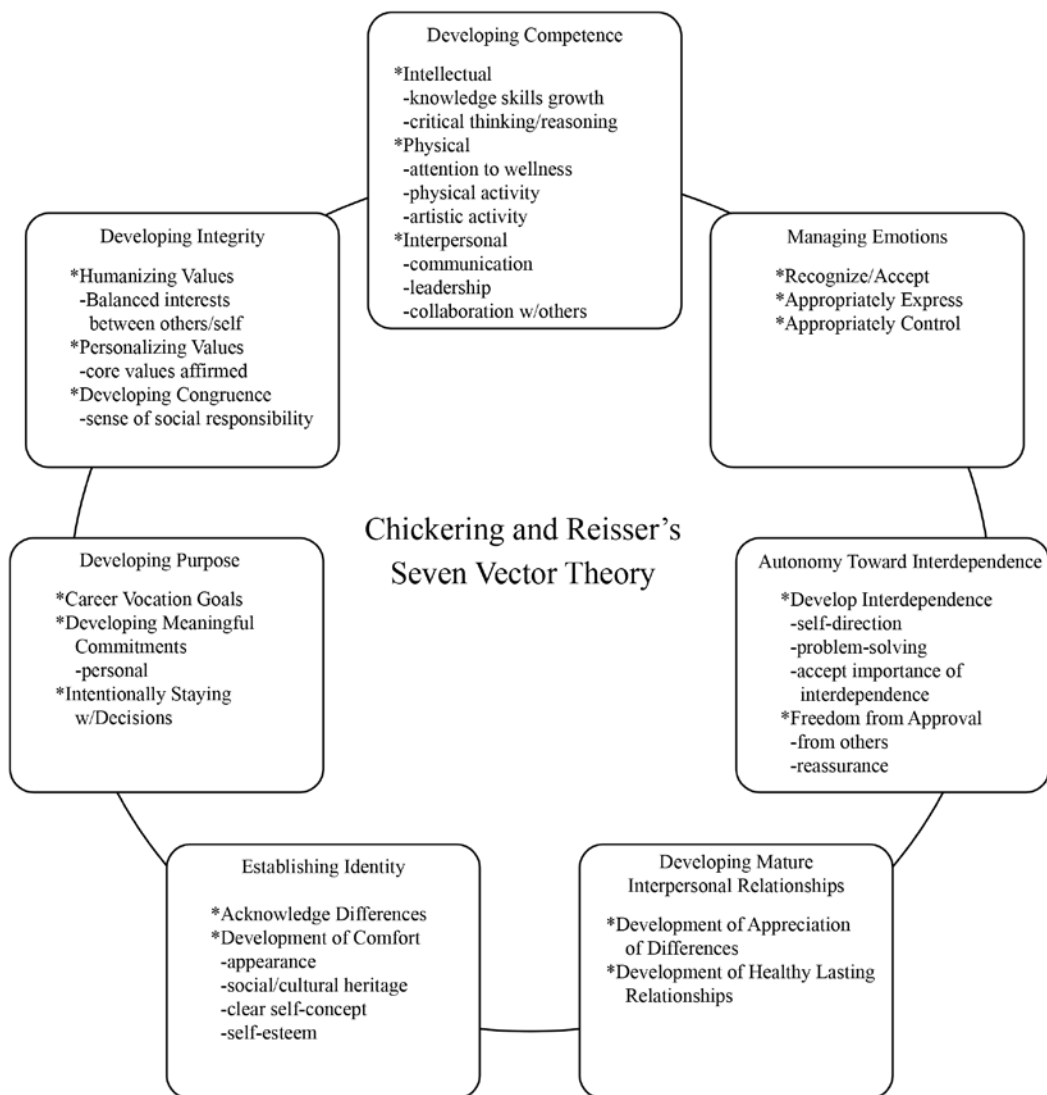 Developing Competence
*Intellectual
-knowledge skills growth
-critical thinking/reasoning
*Physical
-attention to wellness
-physical activity
-artistic activity
*Interpersonal
-communication
-leadership
-collaboration w/others
Managing Emotions
*Recognize/Accept
*Appropriately Express
*Appropriately Control
Autonomy Toward Interdependence
*Develop Interdependence
-self-direction
-problem-solving
-accept importance of
interdependence
*Freedom from Approval
-from others
-reassurance
Developing Mature
Interpersonal Relationships
*Development of Appreciation
of Differences
*Development of Healthy Lasting
Relationships
Establishing Identity
*Acknowledge Differences
*Development of Comfort
-appearance
-social/cultural heritage
-clear self-concept
-self-esteem
Developing Purpose
*Career Vocation Goals
*Developing Meaningful
Commitments
-personal
*Intentionally Staying
w/Decisions
Developing Integrity
*Humanizing Values
-Balanced interests
between others/self
*Personalizing Values
-core values affirmed
*Developing Congruence
-sense of social responsibility
Chickering and Reisser’s
Seven Vector Theory